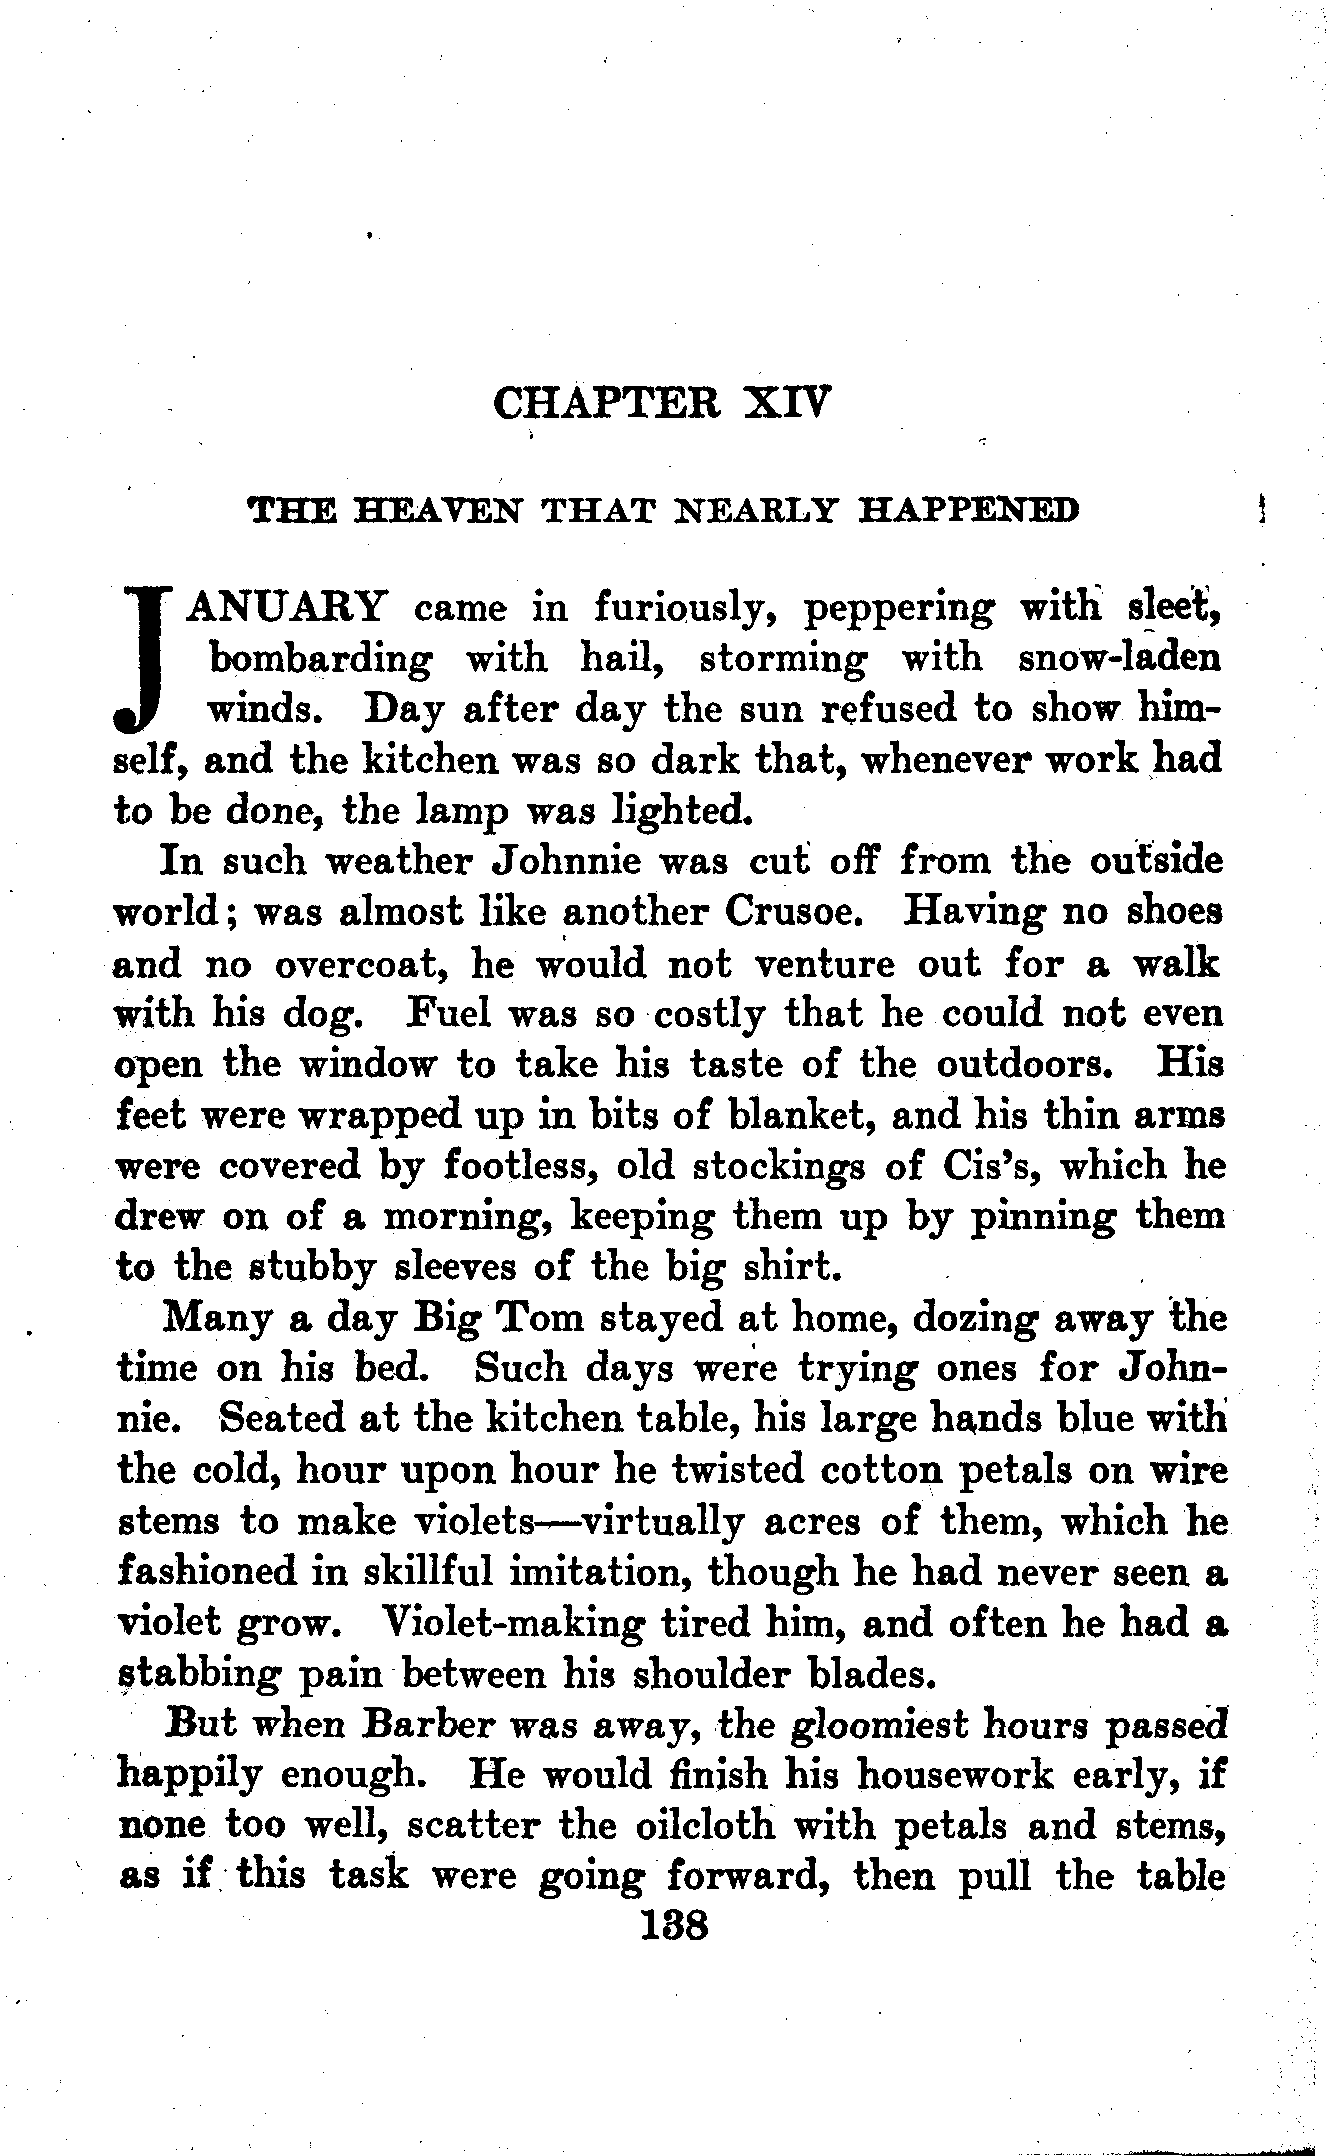 CHAPTER XIV
THE HEAVEN THAT NEARLY HAPPENED
JANUARY came in furiously, peppering with sleet,
bombarding with hail, storming with snow-laden
winds. Day after day the sun refused to show him-
self, and the kitchen was so dark that, whenever work had
to be done, the lamp was lighted.
In such weather Johnnie was cut off from the outside
world; was almost like another Crusoe. Having no shoes
and no overcoat, he would not venture out for a walk
with his dog. Fuel was so costly that he could not even
open the window to take his taste of the outdoors. His
feet were wrapped up in bits of blanket, and his thin arms
were covered by footless, old stockings of Cis's, which he
drew on of a morning, keeping them up by pinning them
to the stubby sleeves of the big shirt.
Many a day Big Tom stayed at home, dozing away the
time on his bed. Such days were trying ones for John-
nie. Seated at the kitchen table, his large hands blue with
the cold, hour upon hour he twisted cotton petals on wire
stems to make violets—virtually acres of them, which he
fashioned in skillful imitation, though he had never seen a
violet grow. Violet-making tired him, and often he had a
stabbing pain between his shoulder blades.
But when Barber was away, the gloomiest hours passed
happily enough. He would finish his housework early, if
none too well, scatter the oilcloth with petals and stems,
as if this task were going forward, then pull the table
138